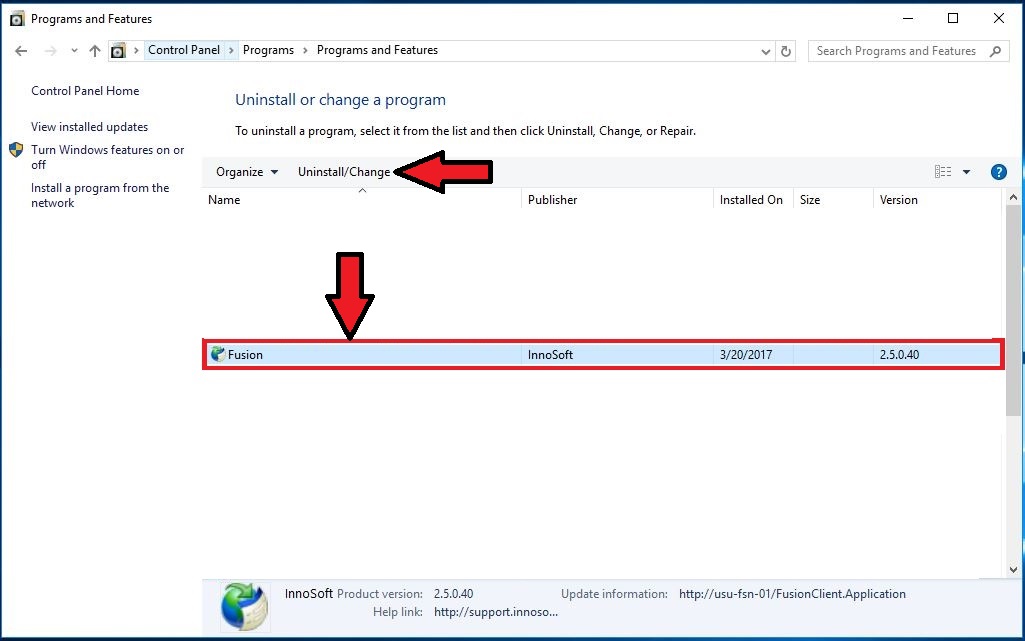 Programs and Features
Control Panel Programs Programs and Features
Search Programs and Features
Control Panel Home
View installed updates
Turn Windows features on or
off
Install a program from the
network
Uninstall or change a program
To uninstall a program, select it from the list and then click Uninstall, Change, or Repair.
Organize Uninstall/Change
Name Publisher Installed On Size Version
Fusion InnoSoft 3/20/2017 2.5.0.40
InnoSoft Product version: 2.5.0.40 Update information: http://usu-fsn-01/FusionClient.Application
Help link: http://support.innoso...